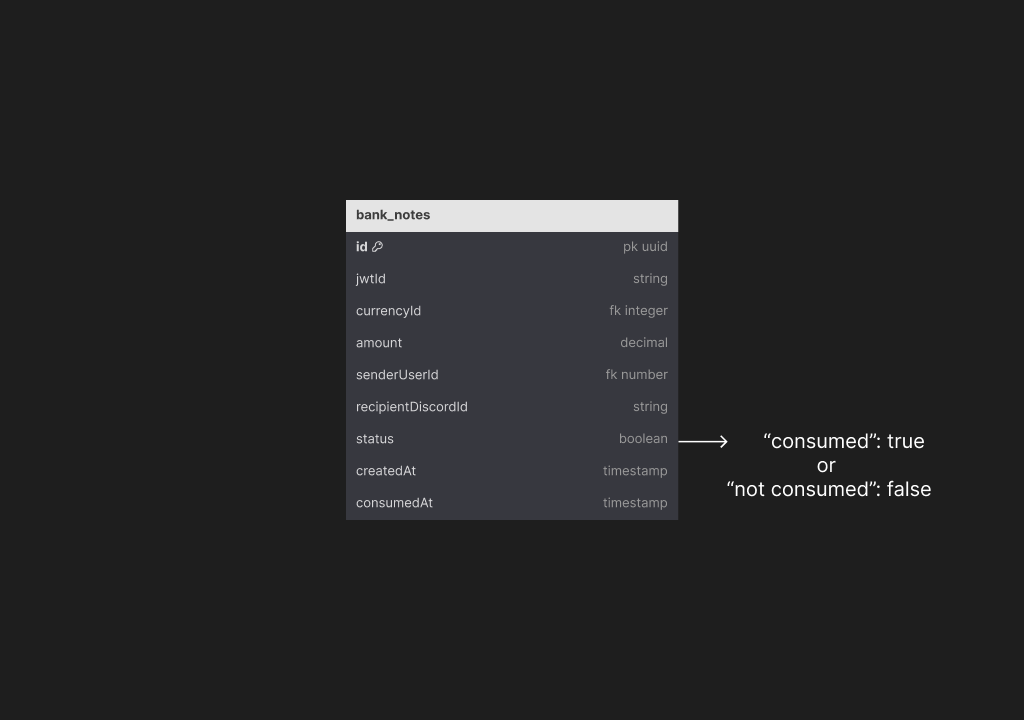 bank_notes
id pk uuid
jwtId string
currencyId fk integer
amount decimal
senderUserId fk number
recipientDiscordId string
status boolean
createdAt timestamp
consumedAt timestamp
“consumed”: true
or
“not consumed”: false